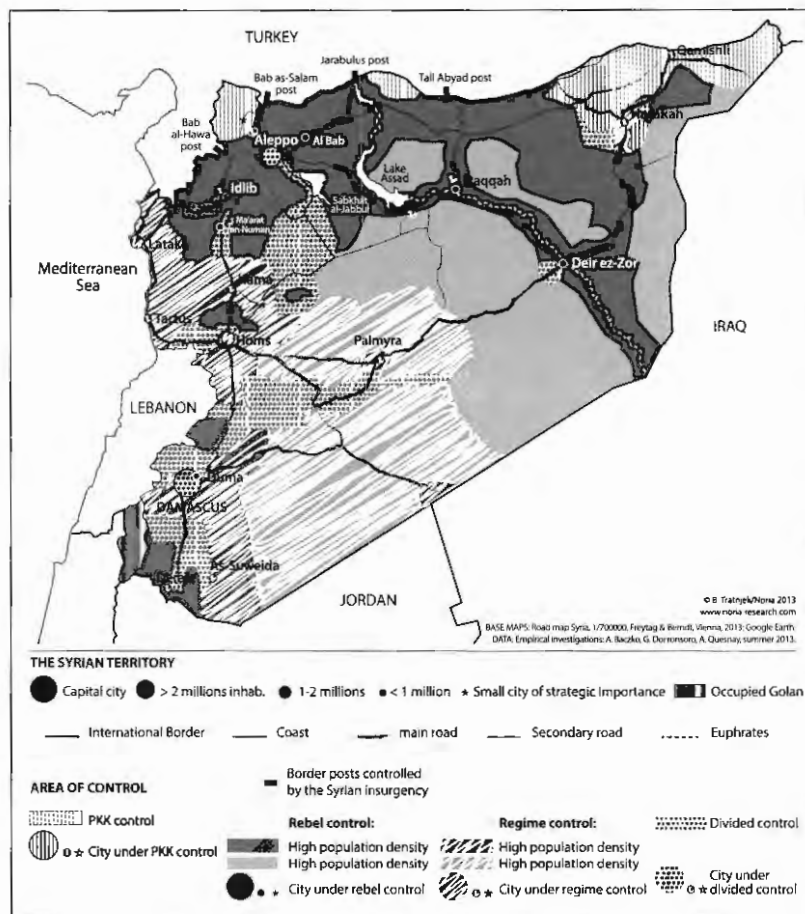 TURKEY
Jarabulus post
Bab as-Salam
post
Tall Abyad post
Qamishli
Bab
al-Hawa
post
Aleppo
Al Bab
Hasakah
Idlib
Lake
Assad
Raqqah
Sabkhat
al-Jabbul
Ma'arat
an-Numan
Latakia
Deir ez-Zor
Mediterranean
Sea
Hama
Tartus
Homs
Palmyra
IRAQ
LEBANON
Duma
DAMASCUS
As-Suweida
Deraa
JORDAN
© B. Tratnjek/Noria 2013
www.noria-research.com
BASE MAPS: Road map Syria, 1/700000, Freytag & Berndt, Vienna, 2013; Google Earth.
DATA: Empirical investigations: A. Baczko, G. Dorronsoro, A. Quesnay, summer 2013.
THE SYRIAN TERRITORY
Capital city > 2 millions inhab. 1-2 millions < 1 million Small city of strategic Importance Occupied Golan
International Border Coast main road Secondary road Euphrates
AREA OF CONTROL
Border posts controlled
by the Syrian insurgency
PKK control
City under PKK control
Rebel control:
High population density
High population density
City under rebel control
Regime control:
High population density
High population density
City under regime control
Divided control
City under
divided control